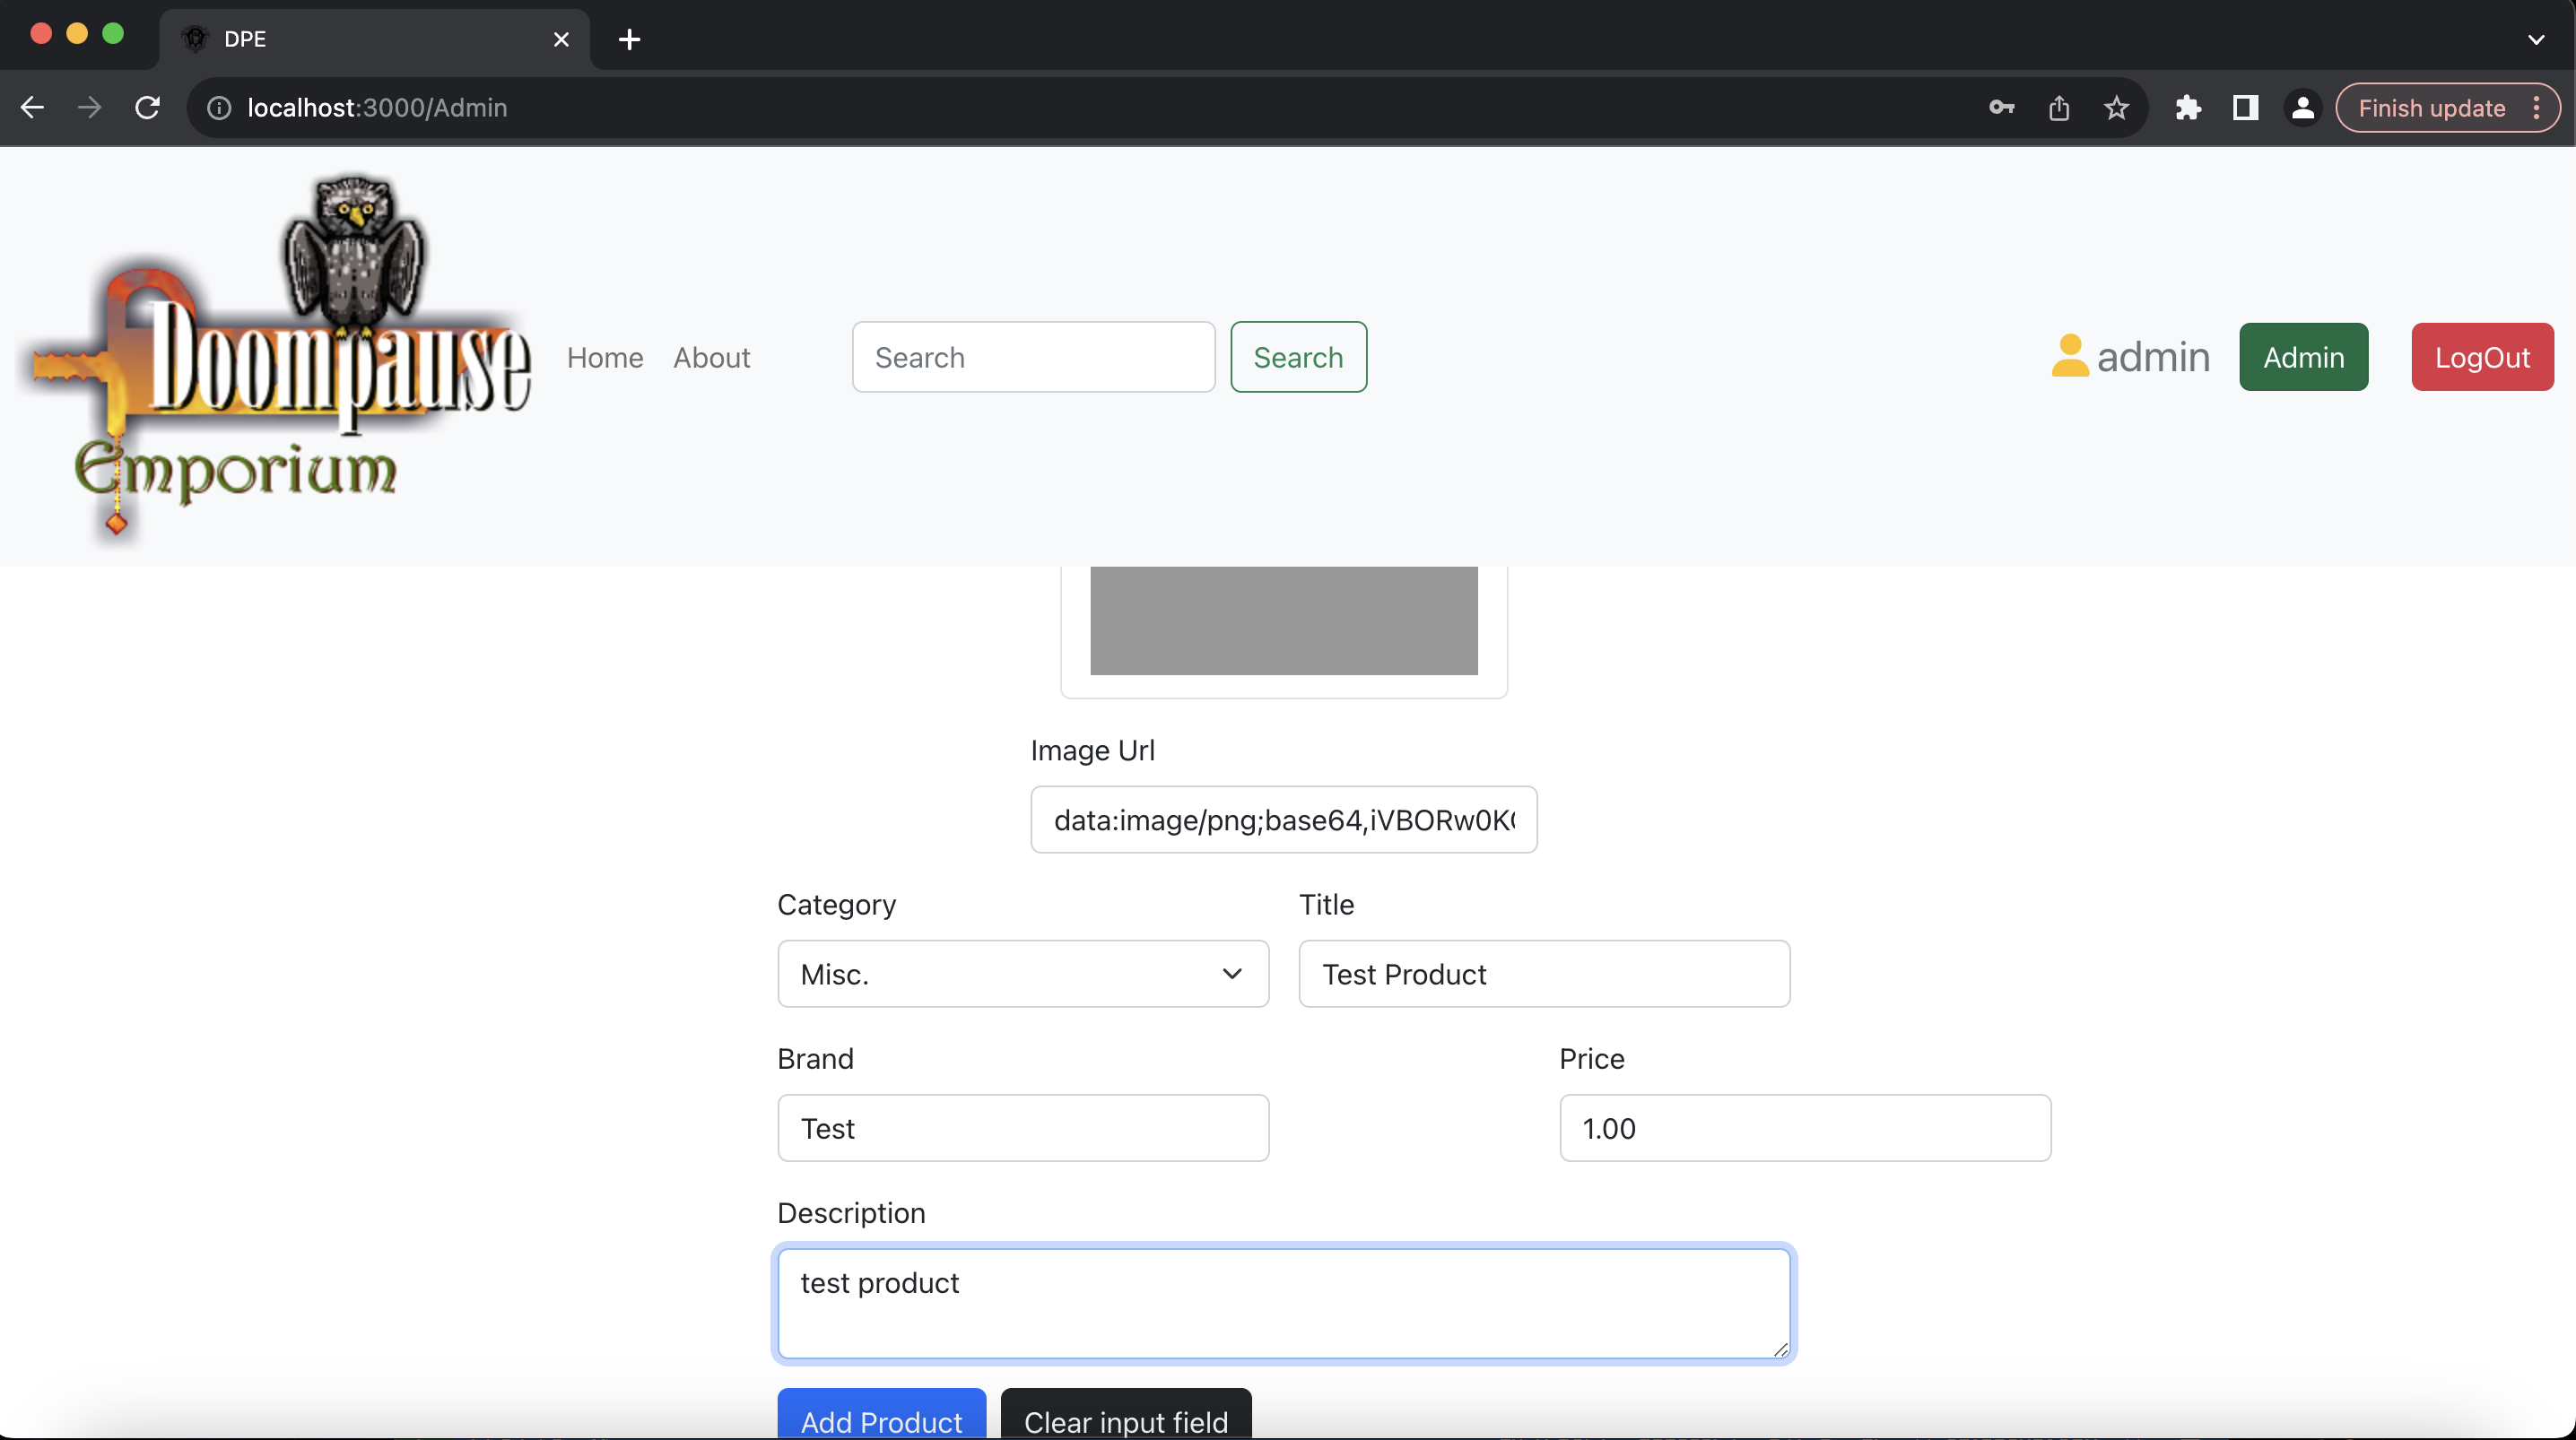 DPE
localhost:3000/Admin
Finish update
Doompause
Emporium
Home
About
Search
Search
admin
Admin
LogOut
Image Url
data:image/png;base64,iVBORw0K
Category
Title
Misc.
Test Product
Brand
Price
Test
1.00
Description
test product
Add Product
Clear input field